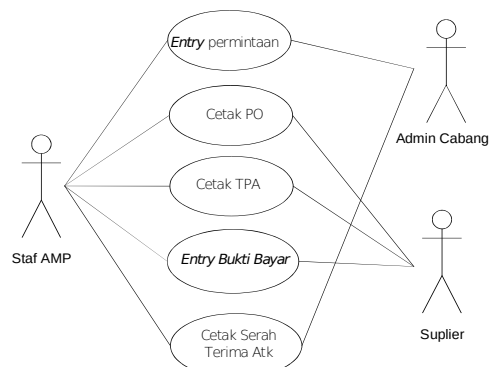 Entry permintaan
Admin Cabang
Cetak PO
Cetak TPA
Staf AMP
Entry Bukti Bayar
Suplier
Cetak Serah
Terima Atk